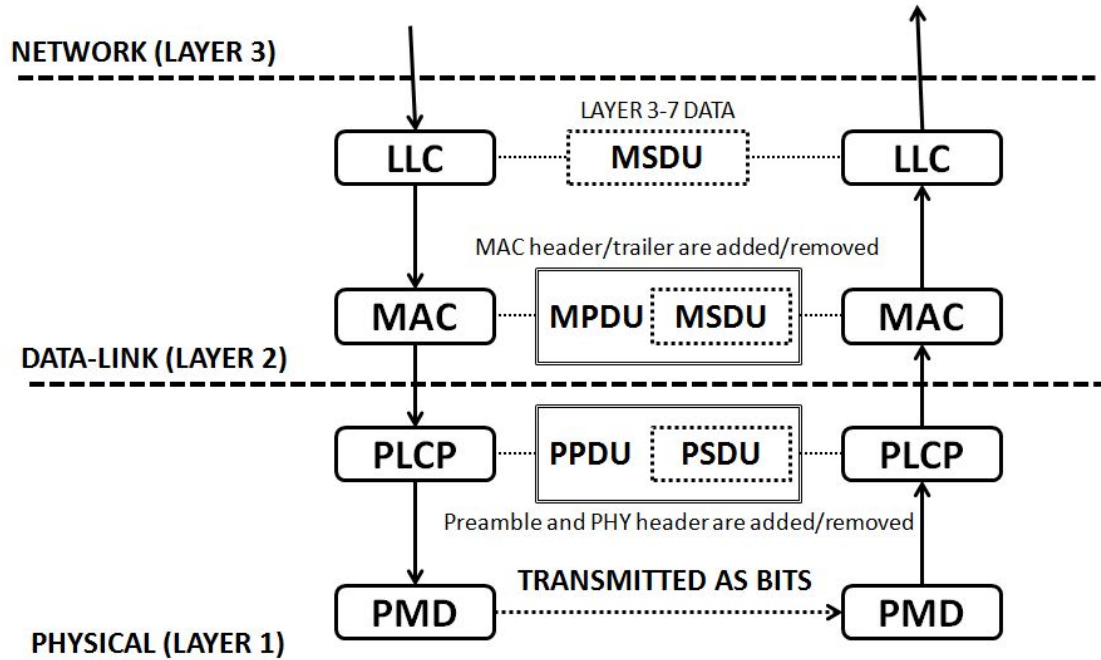 NETWORK (LAYER 3)
LAYER 3-7 DATA
LLC MSDU LLC
MAC header/trailer are added/removed
MAC MPDU MSDU MAC
DATA-LINK (LAYER 2)
PLCP PPDU PSDU PLCP
Preamble and PHY header are added/removed
TRANSMITTED AS BITS
PMD PMD
PHYSICAL (LAYER 1)